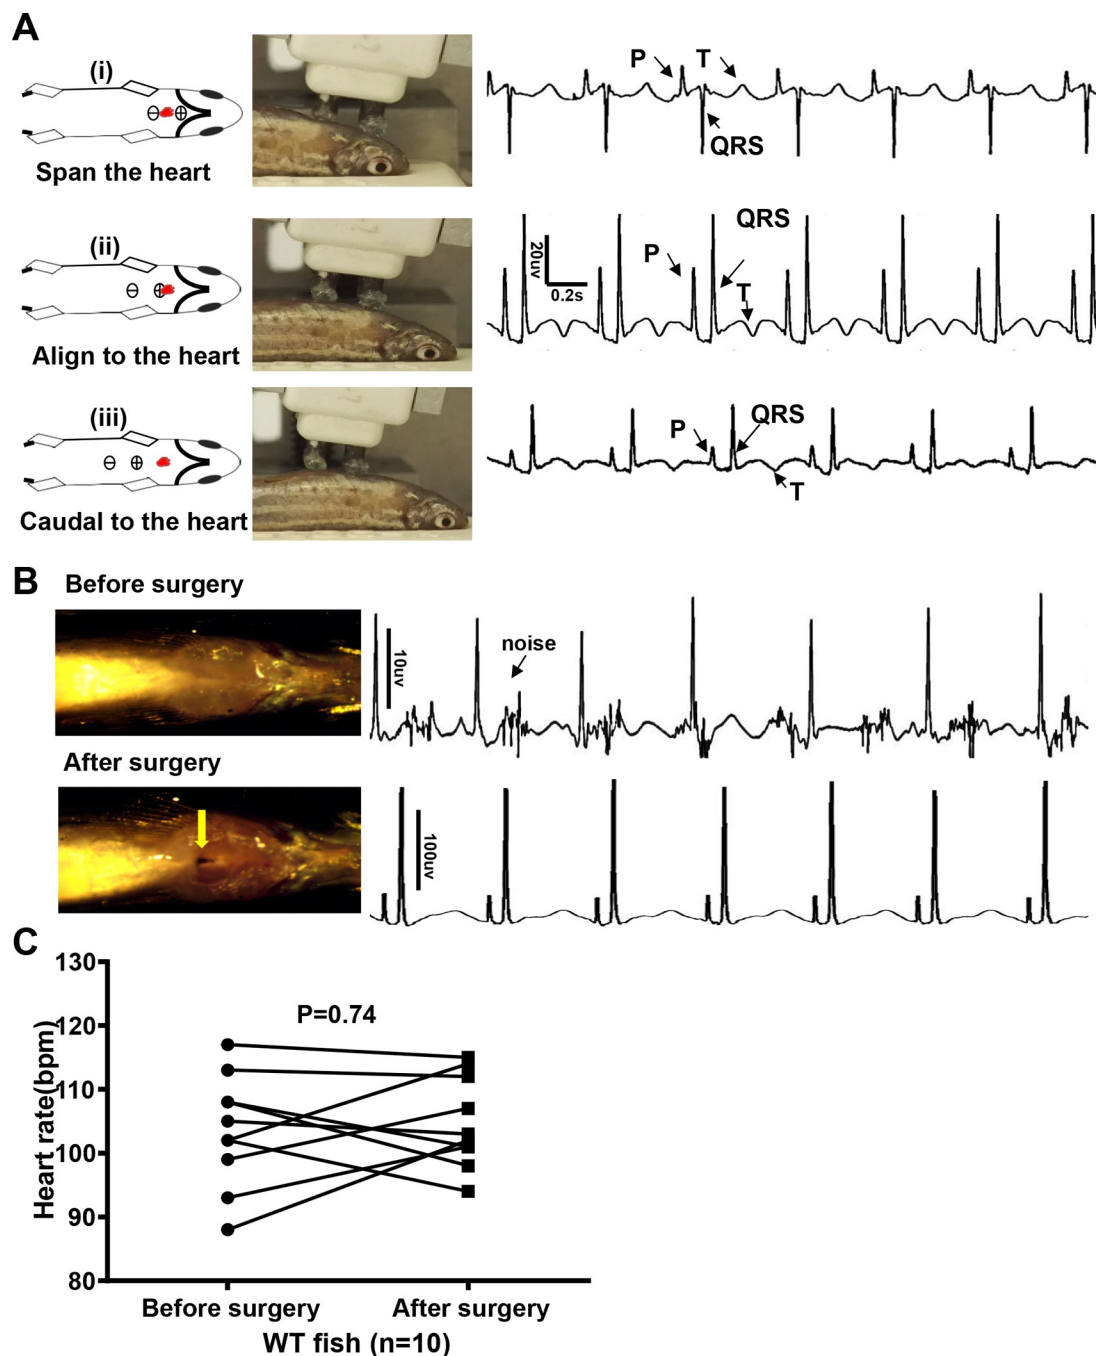 A
(i)
Span the heart
P
T
QRS
(ii)
Align to the heart
20uv
0.2s
P
QRS
T
(iii)
Caudal to the heart
P
QRS
T
B
Before surgery
10uv
noise
After surgery
100uv
C
Heart rate(bpm)
130
120
110
100
90
80
P=0.74
Before surgery
After surgery
WT fish (n=10)